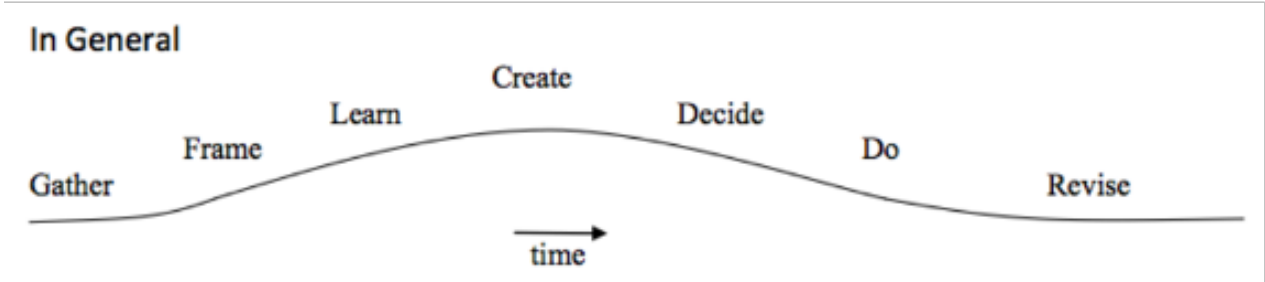 In General
Create
Learn
Decide
Frame
Do
Gather
Revise
time